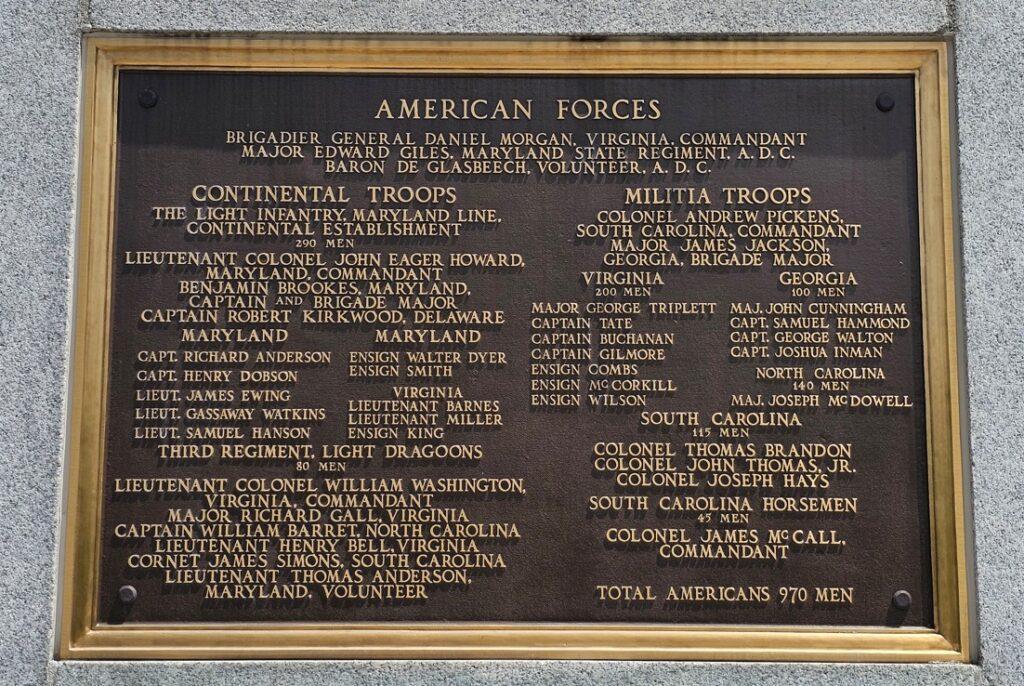 AMERICAN FORCES
BRIGADIER GENERAL DANIEL MORGAN, VIRGINIA, COMMANDANT
MAJOR EDWARD GILES, MARYLAND STATE REGIMENT, A. D. C.
BARON DE GLASBEECH, VOLUNTEER, A. D. C.
CONTINENTAL TROOPS
THE LIGHT INFANTRY, MARYLAND LINE,
CONTINENTAL ESTABLISHMENT
290 MEN
LIEUTENANT COLONEL JOHN EAGER HOWARD,
MARYLAND, COMMANDANT
BENJAMIN BROOKES, MARYLAND,
CAPTAIN AND BRIGADE MAJOR
CAPTAIN ROBERT KIRKWOOD, DELAWARE
MARYLAND
CAPT. RICHARD ANDERSON
CAPT. HENRY DOBSON
LIEUT. JAMES EWING
LIEUT. GASSAWAY WATKINS
LIEUT. SAMUEL HANSON
MARYLAND
ENSIGN WALTER DYER
ENSIGN SMITH
VIRGINIA
LIEUTENANT BARNES
LIEUTENANT MILLER
ENSIGN KING
THIRD REGIMENT, LIGHT DRAGOONS
80 MEN
LIEUTENANT COLONEL WILLIAM WASHINGTON,
VIRGINIA, COMMANDANT
MAJOR RICHARD CALL, VIRGINIA
CAPTAIN WILLIAM BARRET, NORTH CAROLINA
LIEUTENANT HENRY BELL, VIRGINIA
CORNET JAMES SIMONS, SOUTH CAROLINA
LIEUTENANT THOMAS ANDERSON,
MARYLAND, VOLUNTEER
MILITIA TROOPS
COLONEL ANDREW PICKENS,
SOUTH CAROLINA, COMMANDANT
MAJOR JAMES JACKSON,
GEORGIA, BRIGADE MAJOR
VIRGINIA
200 MEN
MAJOR GEORGE TRIPLETT
CAPTAIN TATE
CAPTAIN BUCHANAN
CAPTAIN GILMORE
ENSIGN COMBS
ENSIGN McCORKILL
ENSIGN WILSON
GEORGIA
100 MEN
MAJ. JOHN CUNNINGHAM
CAPT. SAMUEL HAMMOND
CAPT. GEORGE WALTON
CAPT. JOSHUA INMAN
NORTH CAROLINA
140 MEN
MAJ. JOSEPH McDOWELL
SOUTH CAROLINA
115 MEN
COLONEL THOMAS BRANDON
COLONEL JOHN THOMAS, JR.
COLONEL JOSEPH HAYS
SOUTH CAROLINA HORSEMEN
45 MEN
COLONEL JAMES McCALL,
COMMANDANT
TOTAL AMERICANS 970 MEN